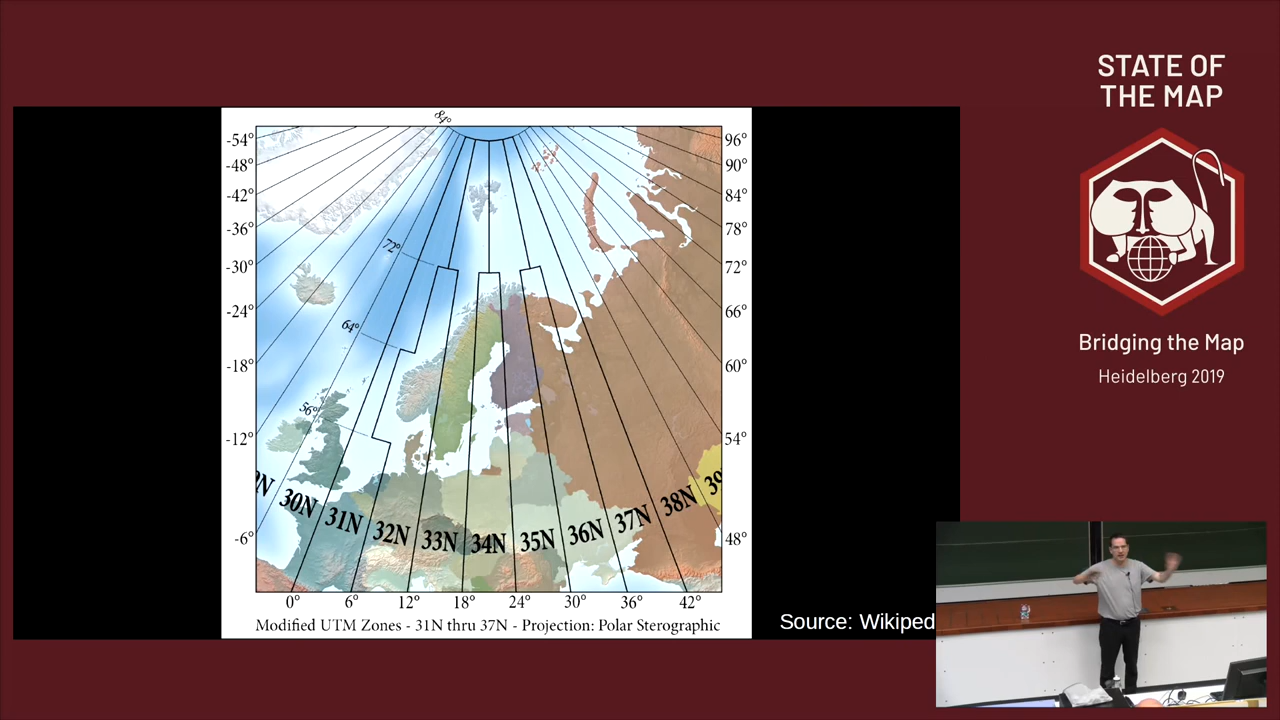 STATE OF
THE MAP
Bridging the Map
Heidelberg 2019
84°
-54°
-48°
-42°
-36°
-30°
-24°
-18°
-12°
-6°
96°
90°
84°
78°
72°
66°
60°
54°
48°
72°
64°
56°
30N
31N
32N
33N
34N
35N
36N
37N
38N
39
0°
6°
12°
18°
24°
30°
36°
42°
Modified UTM Zones - 31N thru 37N - Projection: Polar Sterographic
Source: Wikiped